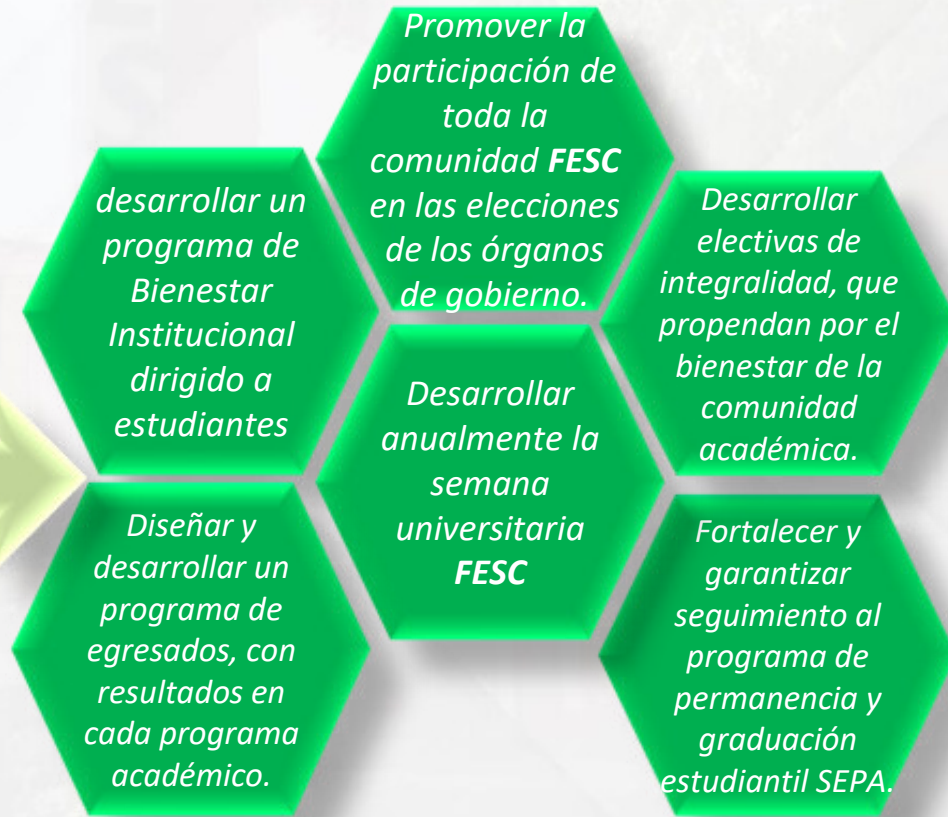 Promover la
participación de
toda la
comunidad FESC
en las elecciones
de los órganos
de gobierno.
desarrollar un
programa de
Bienestar
Institucional
dirigido a
estudiantes
Desarrollar
electivas de
integralidad, que
propendan por el
bienestar de la
comunidad
académica.
Desarrollar
anualmente la
semana
universitaria
FESC
Diseñar y
desarrollar un
programa de
egresados, con
resultados en
cada programa
académico.
Fortalecer y
garantizar
seguimiento al
programa de
permanencia y
graduación
estudiantil SEPA.